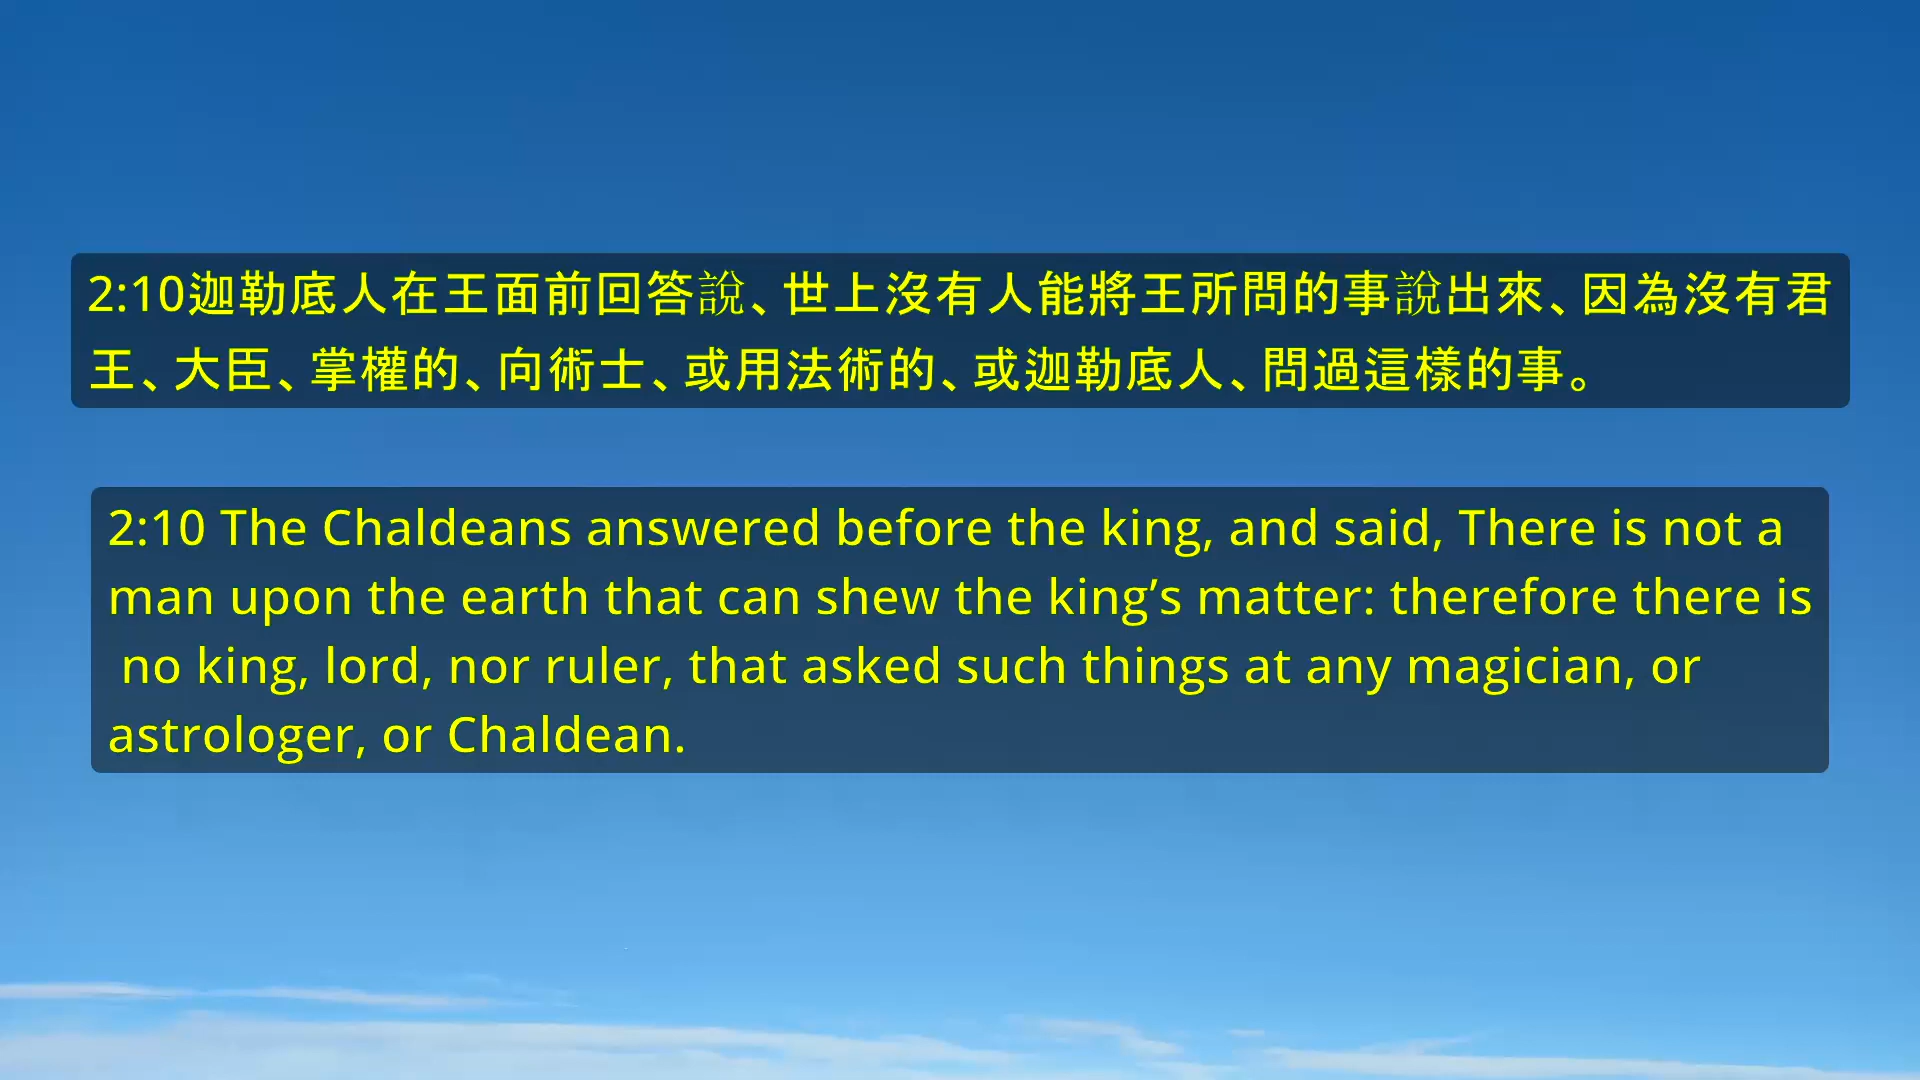 2:10迦勒底人在王面前回答說、世上沒有人能將王所問的事說出來、因為沒有君
王、大臣、掌權的、向術士、或用法術的、或迦勒底人、問過這樣的事。
2:10 The Chaldeans answered before the king, and said, There is not a
man upon the earth that can shew the king’s matter: therefore there is
no king, lord, nor ruler, that asked such things at any magician, or
astrologer, or Chaldean.